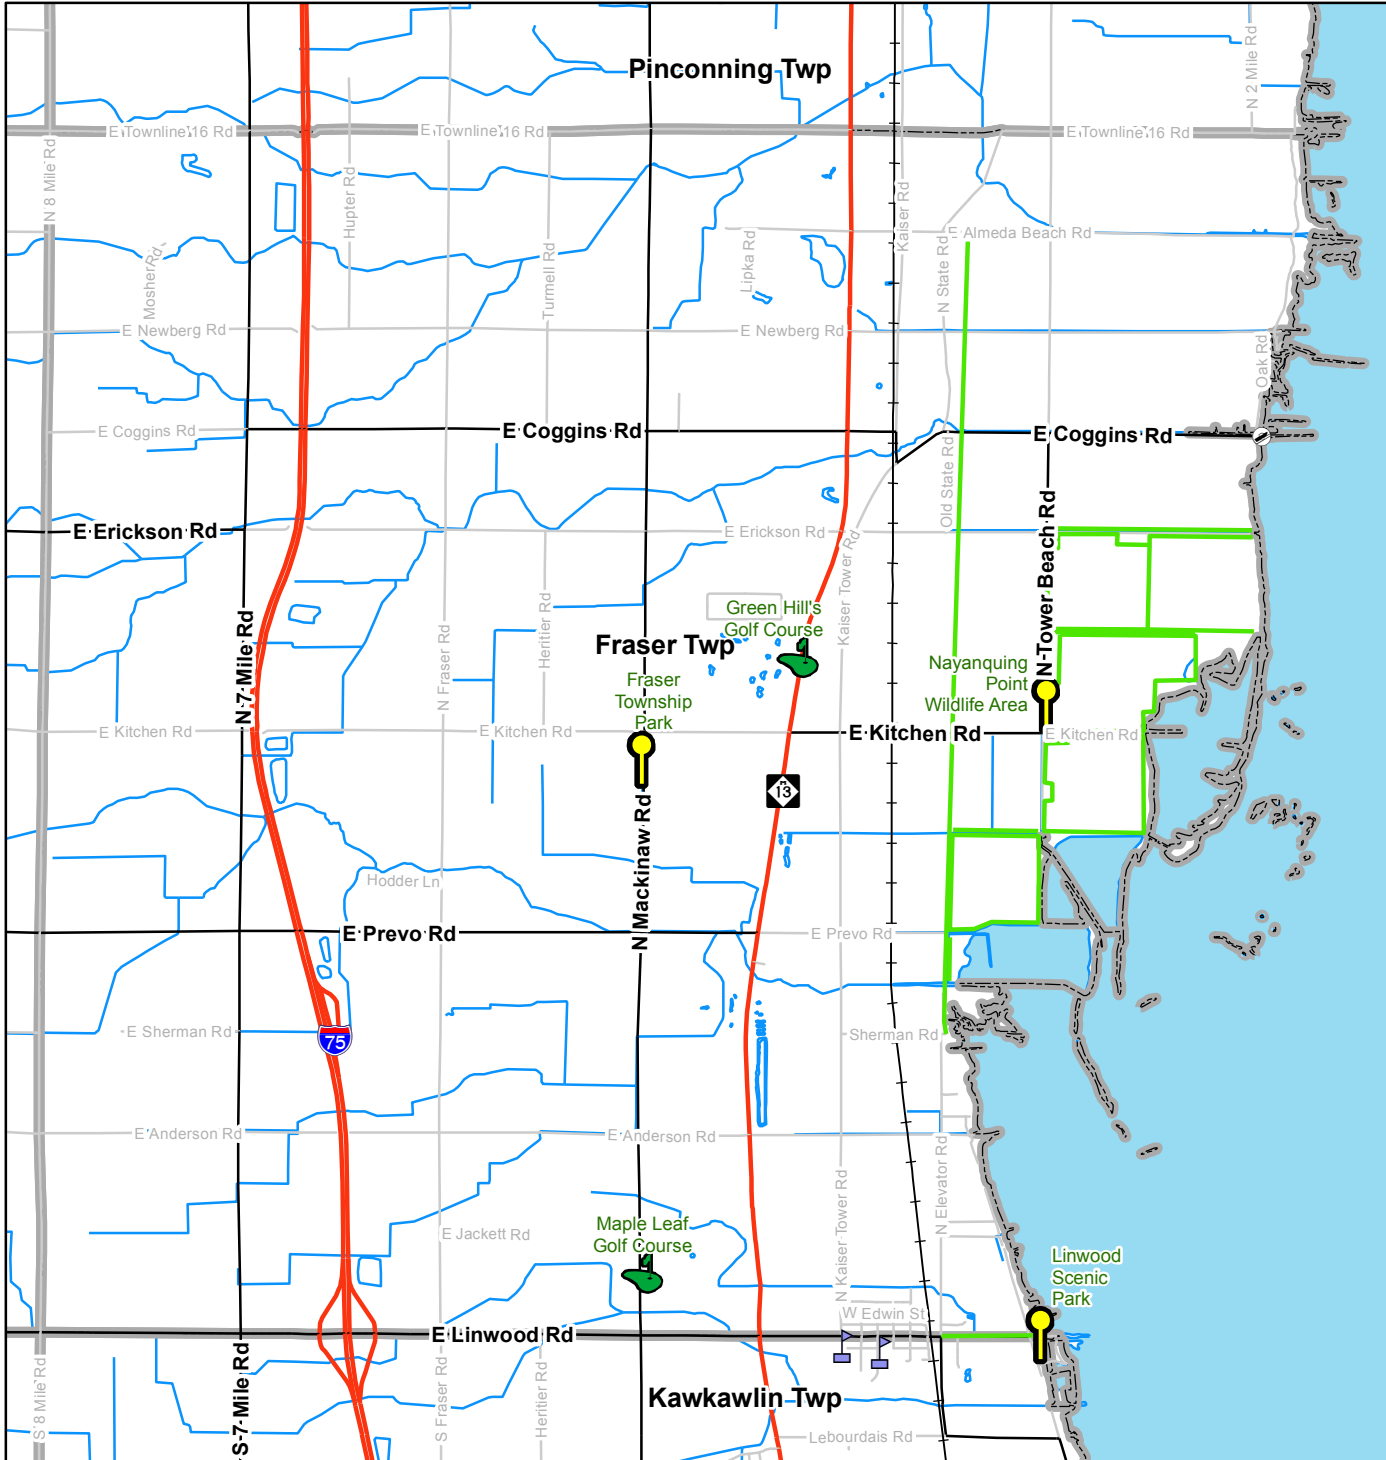 N 2 Mile Rd
Pinconning Twp
E Townline 16 Rd
E Townline 16 Rd
E Townline 16 Rd
N 8 Mile Rd
Hupter Rd
Kaiser Rd
Mosher Rd
Turmell Rd
Lipka Rd
N State Rd
E Almeda Beach Rd
E Newberg Rd
E Newberg Rd
Oak Rd
E Coggins Rd
E Coggins Rd
E Coggins Rd
Old State Rd
E Erickson Rd
E Erickson Rd
N Tower Beach Rd
Kaiser Tower Rd
Heritier Rd
N Fraser Rd
N 7 Mile Rd
Green Hill's
Golf Course
Fraser Twp
Fraser
Township
Park
Nayanquing
Point
Wildlife Area
E Kitchen Rd
E Kitchen Rd
E Kitchen Rd
E Kitchen Rd
M
13
N Mackinaw Rd
Hodder Ln
E Prevo Rd
E Prevo Rd
E Sherman Rd
75
Sherman Rd
E Anderson Rd
E Anderson Rd
N Elevator Rd
N Kaiser Tower Rd
E Jackett Rd
Maple Leaf
Golf Course
Linwood
Scenic
Park
W Edwin St
E Linwood Rd
S 8 Mile Rd
S 7 Mile Rd
S Fraser Rd
Heritier Rd
Kawkawlin Twp
Lebourdais Rd